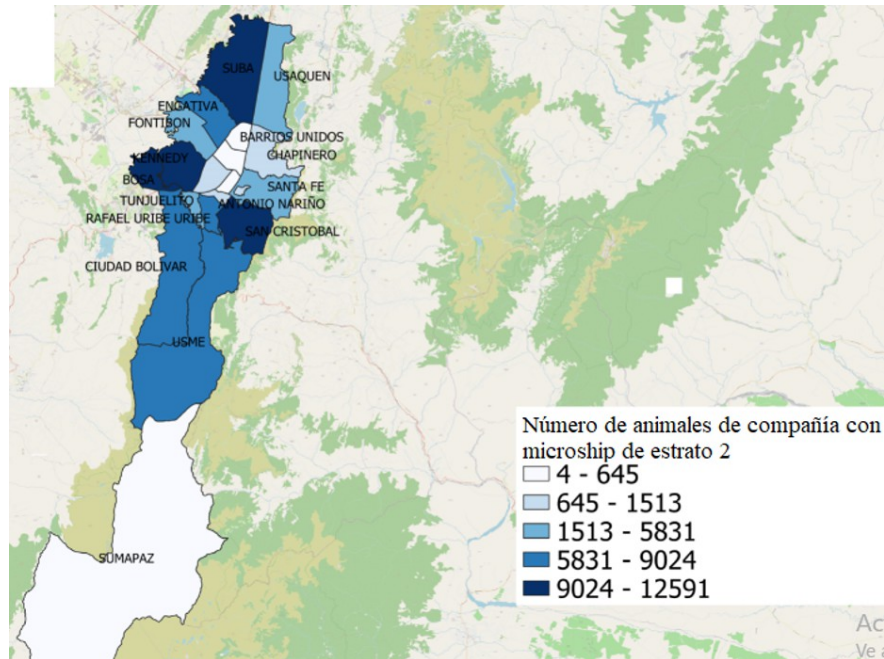 SUBA
USAQUEN
ENGATIVA
FONTIBON
BARRIOS UNIDOS
KENNEDY
CHAPINERO
BOSA
SANTA FE
TUNJUELITO
ANTONIO NARIÑO
RAFAEL URIBE URIBE
SAN CRISTOBAL
CIUDAD BOLIVAR
USME
SUMAPAZ
Número de animales de compañía con
microship de estrato 2
4 - 645
645 - 1513
1513 - 5831
5831 - 9024
9024 - 12591
Ac
Ve a